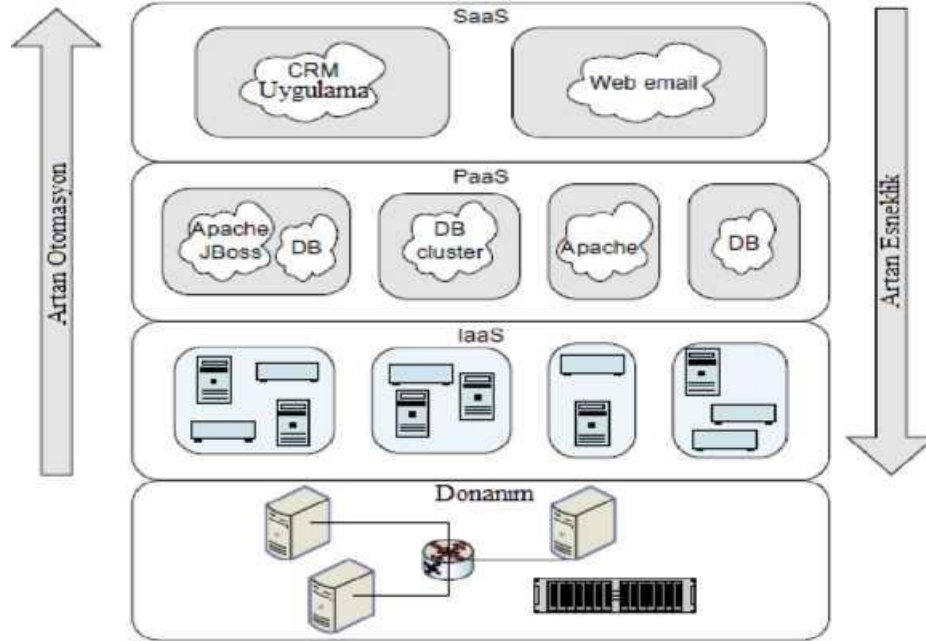 SaaS
CRM
Uygulama
Web email
PaaS
Apache
JBoss
DB
DB
cluster
Apache
DB
IaaS
Donanım
Artan Otomasyon
Artan Esneklik